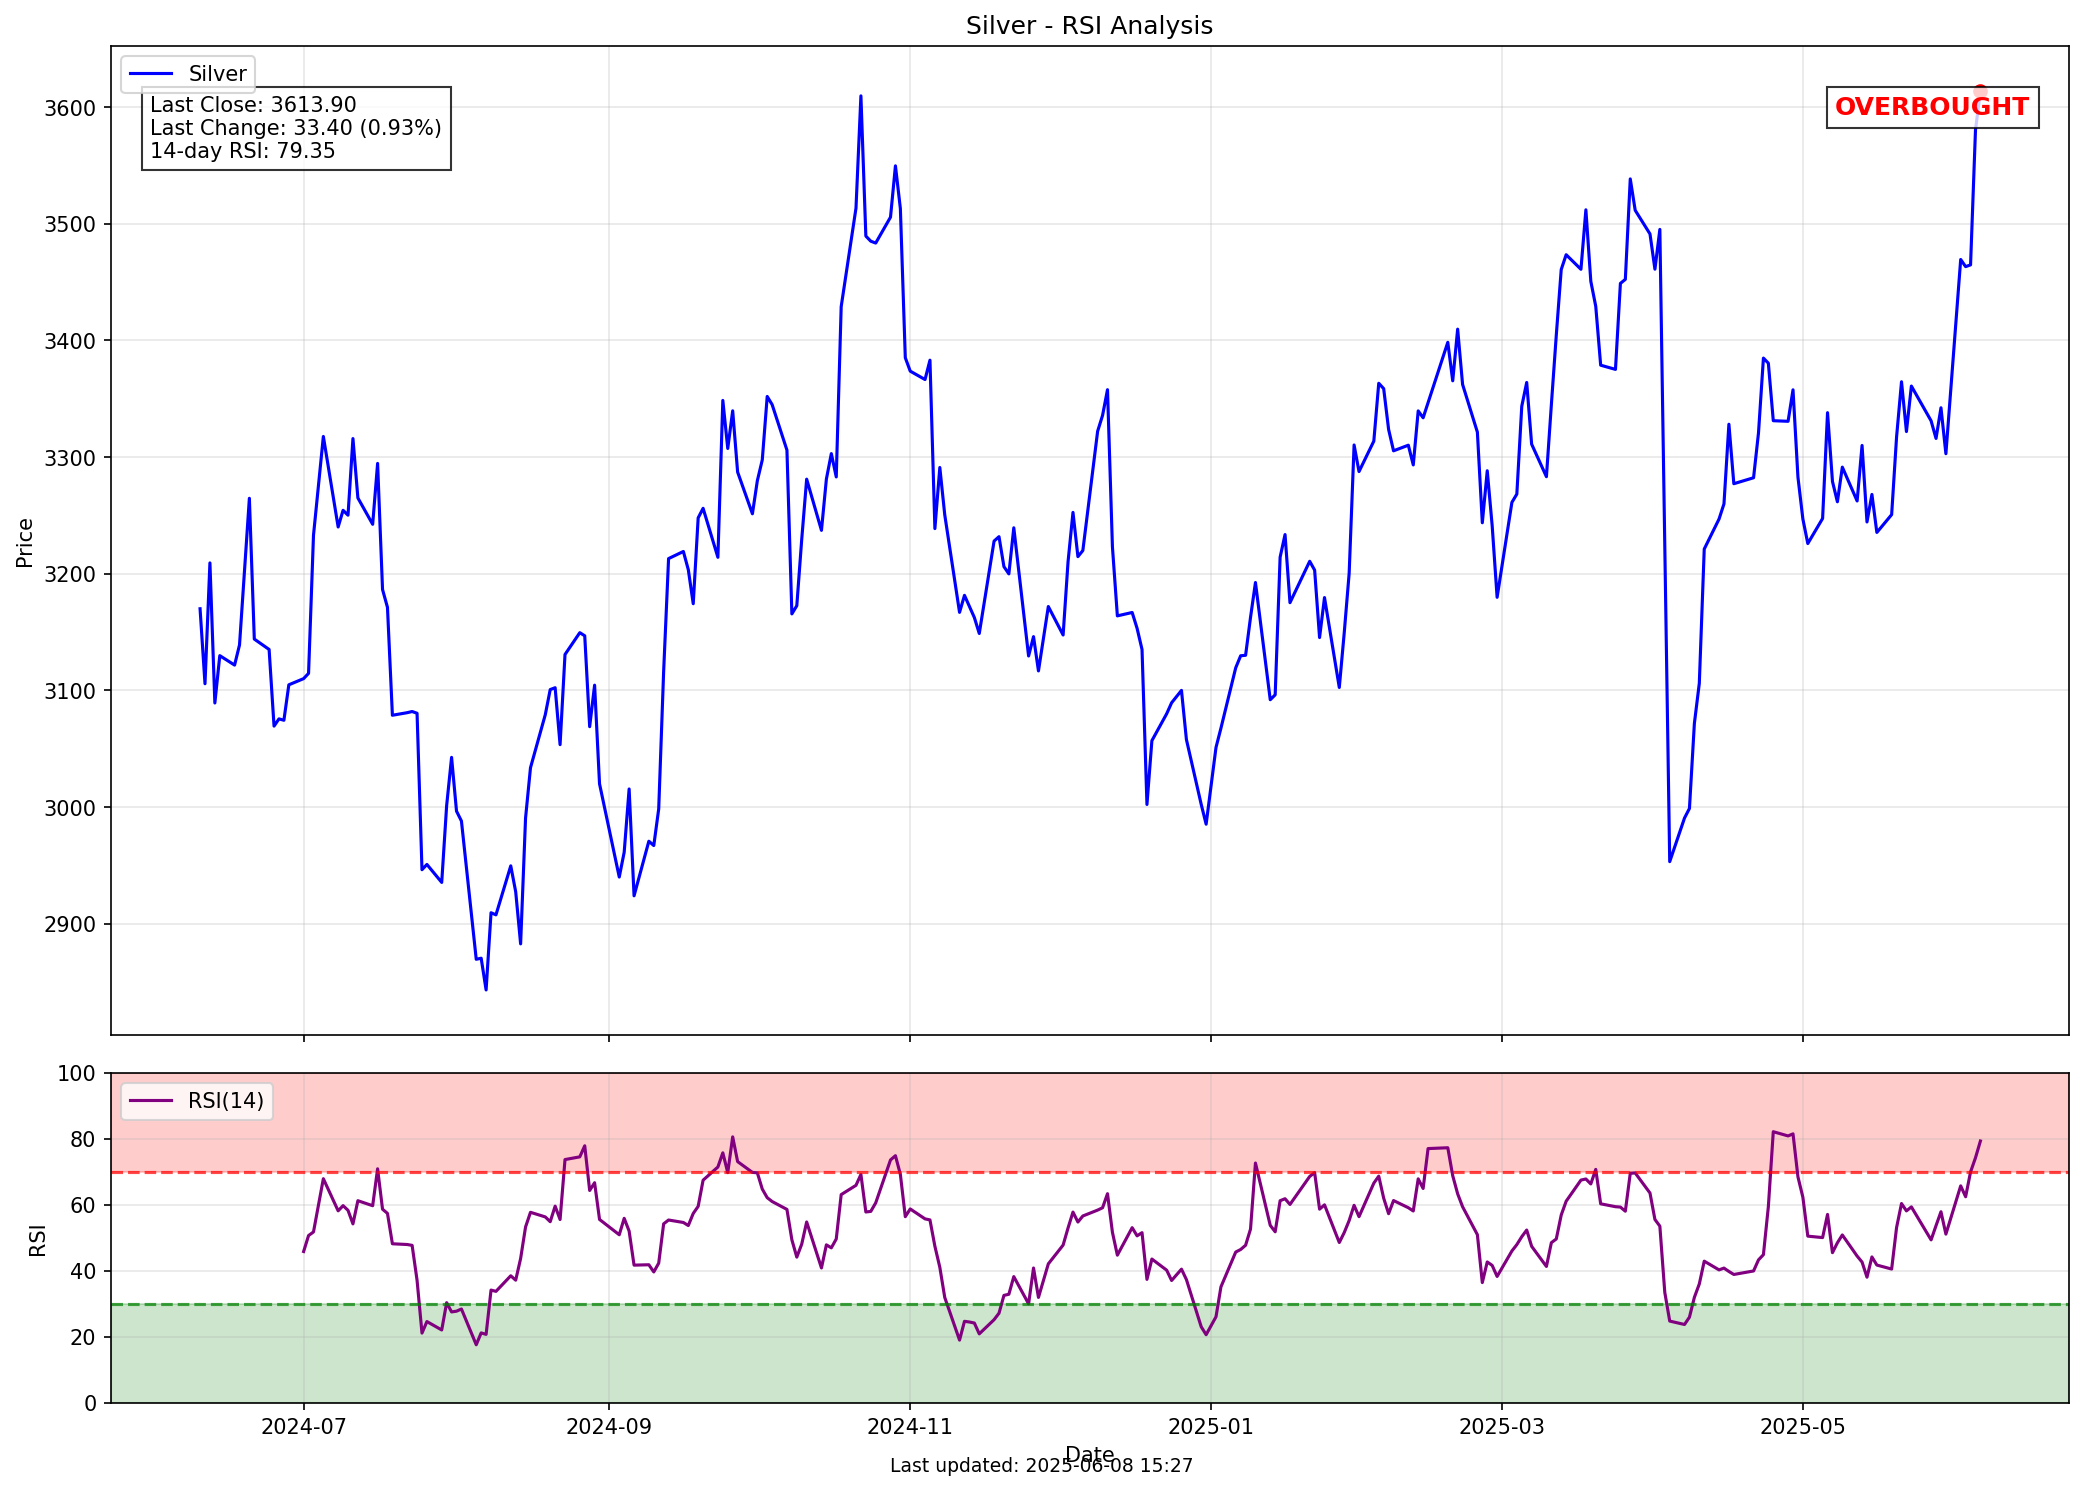 Silver - RSI Analysis
Silver
Last Close: 3613.90
Last Change: 33.40 (0.93%)
14-day RSI: 79.35
OVERBOUGHT
Price
3600
3500
3400
3300
3200
3100
3000
2900
RSI(14)
RSI
100
80
60
40
20
0
2024-07
2024-09
2024-11
2025-01
2025-03
2025-05
Date
Last updated: 2025-06-08 15:27